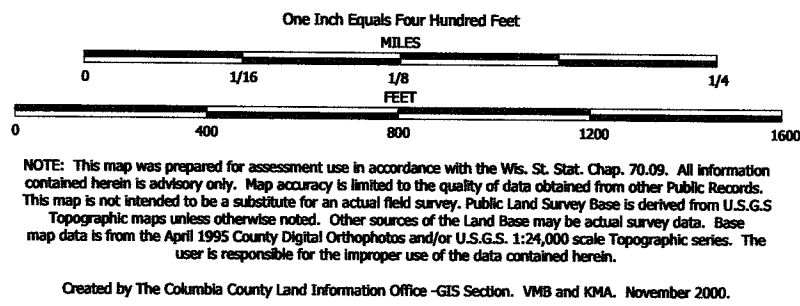 One Inch Equals Four Hundred Feet
MILES
0 1/16 1/8 1/4
FEET
0 400 800 1200 1600
NOTE: This map was prepared for assessment use in accordance with the Wis. St. Stat. Chap. 70.09. All information
contained herein is advisory only. Map accuracy is limited to the quality of data obtained from other Public Records.
This map is not intended to be a substitute for an actual field survey. Public Land Survey Base is derived from U.S.G.S
Topographic maps unless otherwise noted. Other sources of the Land Base may be actual survey data. Base
map data is from the April 1995 County Digital Orthophotos and/or U.S.G.S. 1:24,000 scale Topographic series. The
user is responsible for the improper use of the data contained herein.
Created by The Columbia County Land Information Office -GIS Section. VMB and KMA. November 2000.